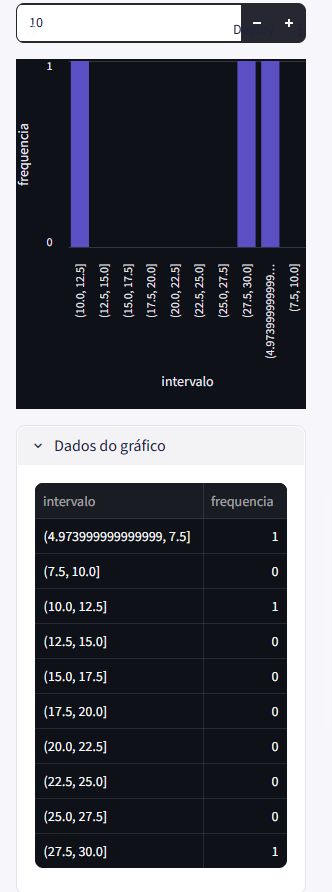 10
− +
1
frequencia
0
(10.0, 12.5]
(12.5, 15.0]
(15.0, 17.5]
(17.5, 20.0]
(20.0, 22.5]
(22.5, 25.0]
(25.0, 27.5]
(27.5, 30.0]
(4.973999999999…
(7.5, 10.0]
intervalo
Dados do gráfico
intervalo frequencia
(4.973999999999999, 7.5] 1
(7.5, 10.0] 0
(10.0, 12.5] 1
(12.5, 15.0] 0
(15.0, 17.5] 0
(17.5, 20.0] 0
(20.0, 22.5] 0
(22.5, 25.0] 0
(25.0, 27.5] 0
(27.5, 30.0] 1